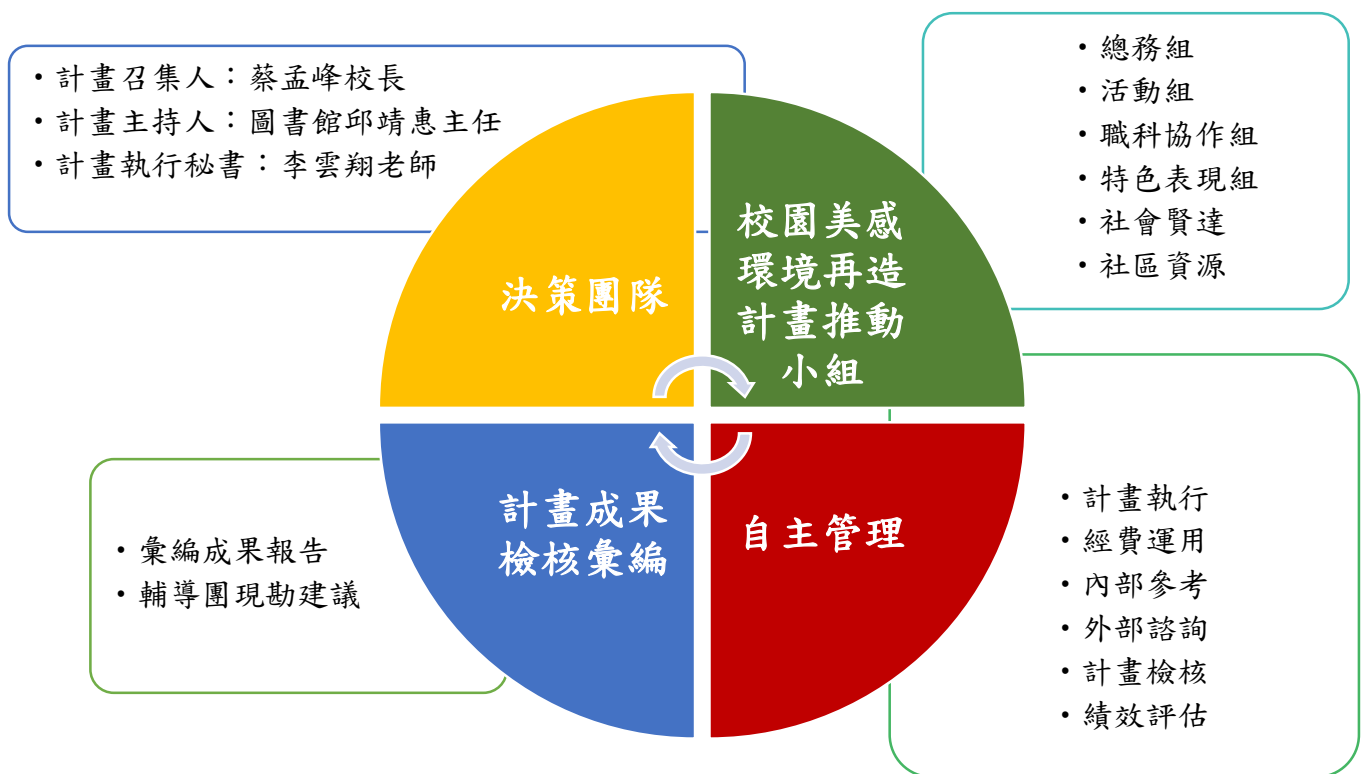 ・計畫召集人：蔡孟峰校長
・計畫主持人：圖書館邱靖惠主任
・計畫執行秘書：李雲翔老師
決策團隊
校園美感
環境再造
計畫推動
小組
・總務組
・活動組
・職科協作組
・特色表現組
・社會賢達
・社區資源
計畫成果
檢核彙編
・彙編成果報告
・輔導團現勘建議
自主管理
・計畫執行
・經費運用
・內部參考
・外部諮詢
・計畫檢核
・績效評估